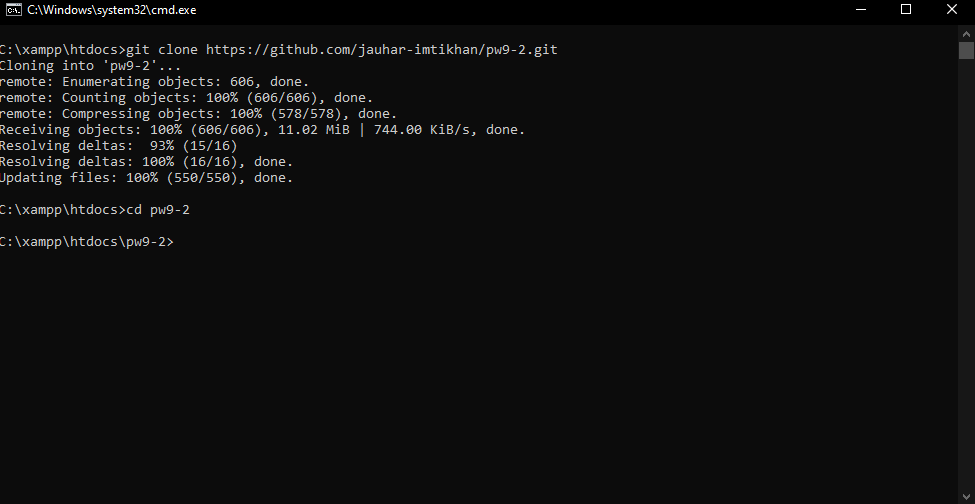 C:\Windows\system32\cmd.exe
C:\xampp\htdocs>git clone https://github.com/jauhar-imtikhan/pw9-2.git
Cloning into 'pw9-2'...
remote: Enumerating objects: 606, done.
remote: Counting objects: 100% (606/606), done.
remote: Compressing objects: 100% (578/578), done.
Receiving objects: 100% (606/606), 11.02 MiB | 744.00 KiB/s, done.
Resolving deltas:  93% (15/16)
Resolving deltas: 100% (16/16), done.
Updating files: 100% (550/550), done.
C:\xampp\htdocs>cd pw9-2
C:\xampp\htdocs\pw9-2>